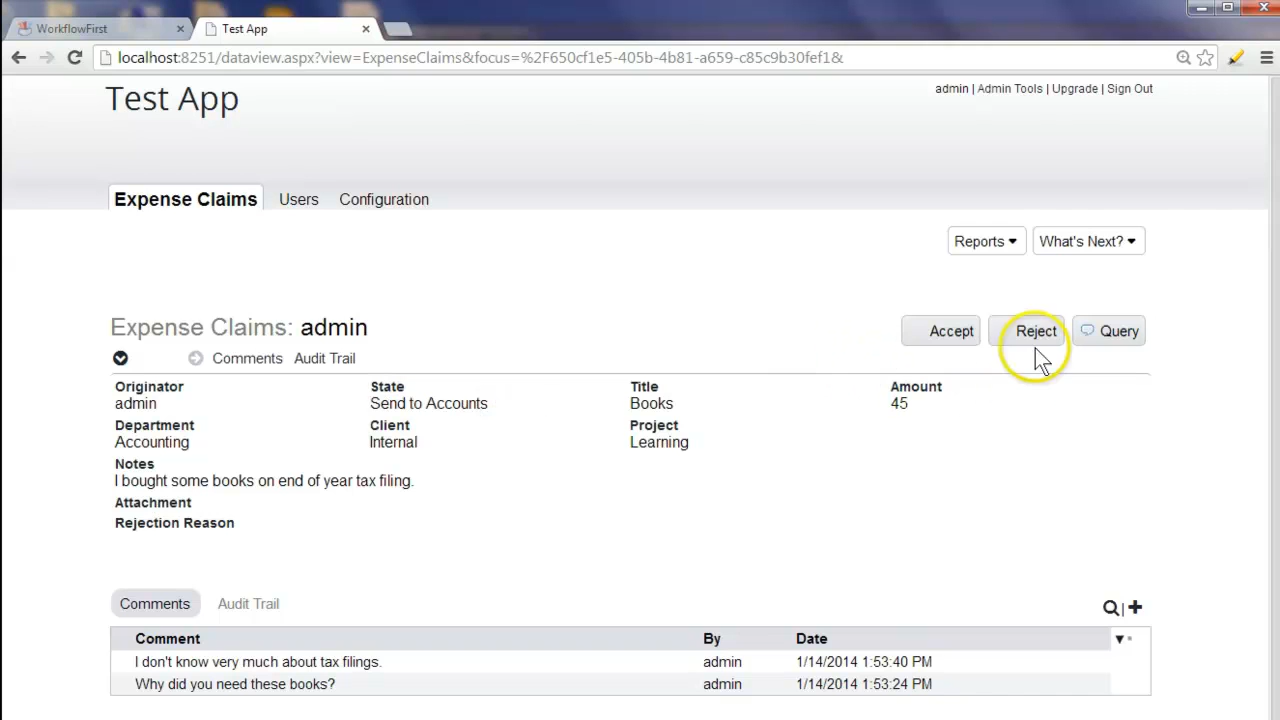 WorkflowFirst
Test App
localhost:8251/dataview.aspx?view=ExpenseClaims&focus=%2F650cf1e5-405b-4b81-a659-c85c9b30fef1&
Test App
admin | Admin Tools | Upgrade | Sign Out
Expense Claims Users Configuration
Reports What's Next?
Expense Claims: admin
Accept Reject Query
Comments Audit Trail
Originator State Title Amount
admin Send to Accounts Books 45
Department Client Project
Accounting Internal Learning
Notes
I bought some books on end of year tax filing.
Attachment
Rejection Reason
Comments Audit Trail
Comment By Date
I don't know very much about tax filings. admin 1/14/2014 1:53:40 PM
Why did you need these books? admin 1/14/2014 1:53:24 PM